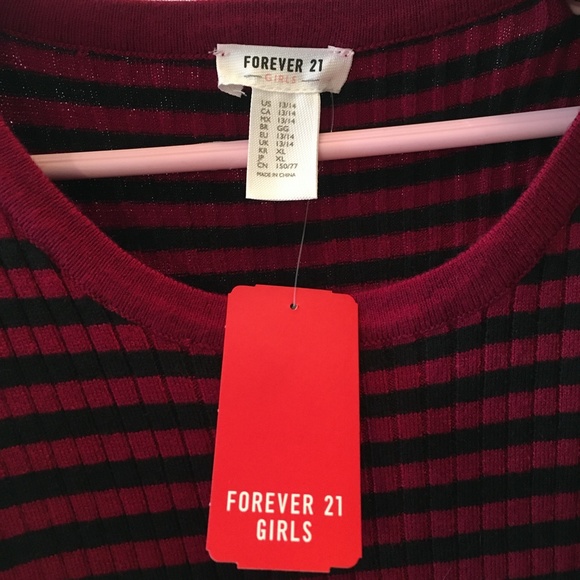 FOREVER 21
GIRLS
US 13/14
CA 13/14
MX 13/14
BR GG
EU 13/14
UK 13/14
KR XL
JP XL
CN 150/77
MADE IN CHINA
FOREVER 21
GIRLS